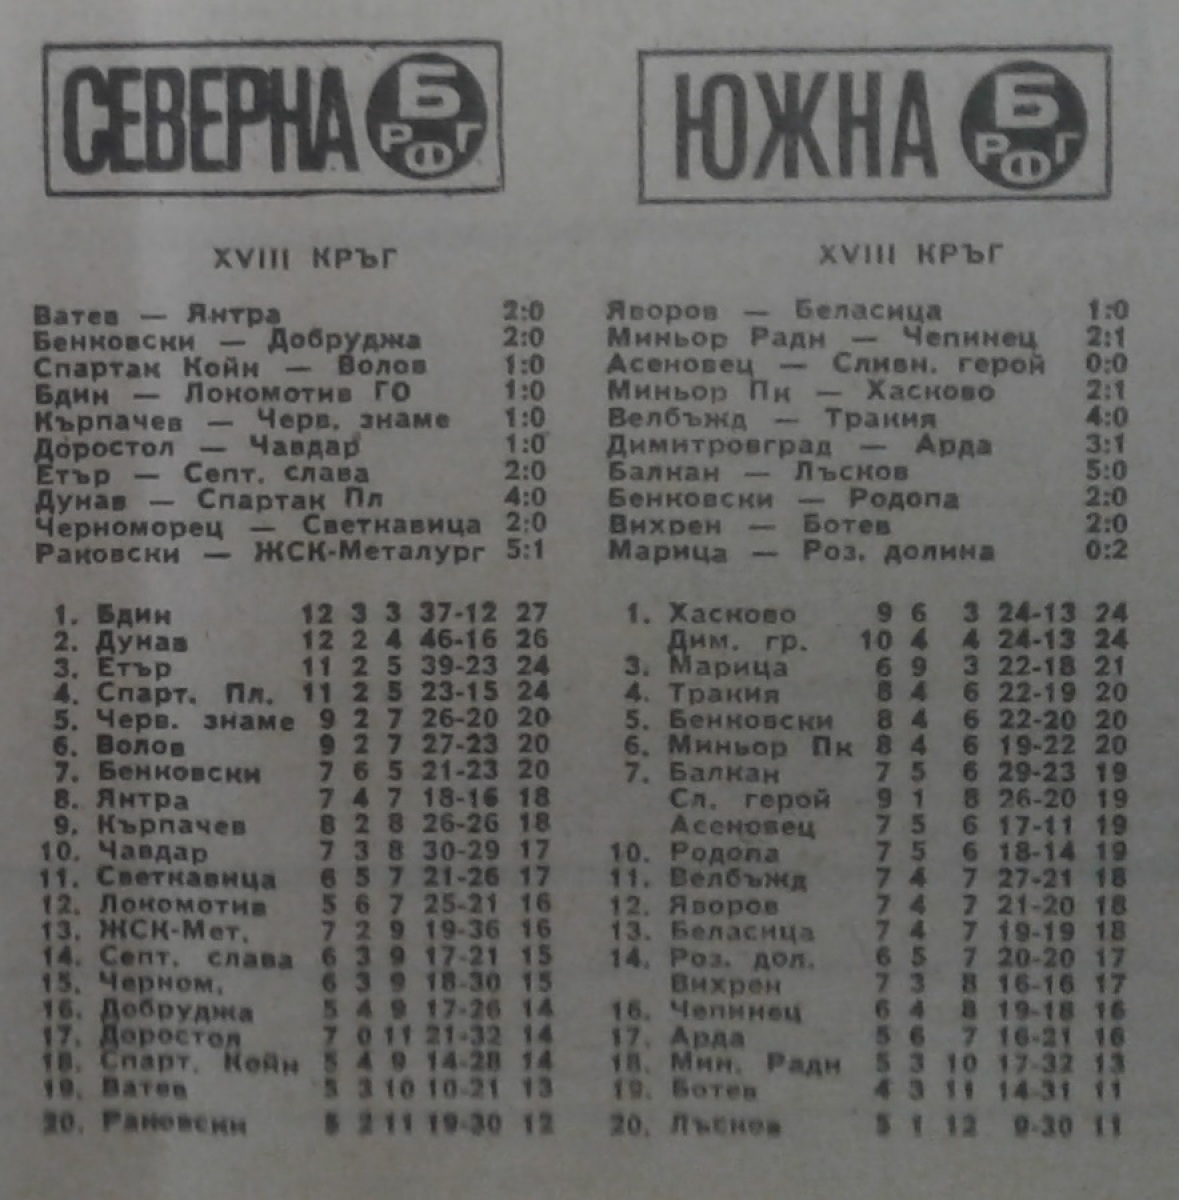 СЕВЕРНА Б РФГ
XVIII КРЪГ
Ватев — Янтра 2:0
Бенковски — Добруджа 2:0
Спартак Койн — Волов 1:0
Бдин — Локомотив ГО 1:0
Кърпачев — Черв. знаме 1:0
Доростол — Чавдар 1:0
Етър — Септ. слава 2:0
Дунав — Спартак Пл 4:0
Черноморец — Светкавица 2:0
Раковски — ЖСК-Металург 5:1
1. Бдин 12 3 3 37-12 27
2. Дунав 12 2 4 46-16 26
3. Етър 11 2 5 39-23 24
4. Спарт. Пл. 11 2 5 23-15 24
5. Черв. знаме 9 2 7 26-20 20
6. Волов 9 2 7 27-23 20
7. Бенковски 7 6 5 21-23 20
8. Янтра 7 4 7 18-16 18
9. Кърпачев 8 2 8 26-26 18
10. Чавдар 7 3 8 30-29 17
11. Светкавица 6 5 7 21-26 17
12. Локомотив 5 6 7 25-21 16
13. ЖСК-Мет. 7 2 9 19-36 16
14. Септ. слава 6 3 9 17-21 15
15. Черном. 6 3 9 18-30 15
16. Добруджа 5 4 9 17-26 14
17. Доростол 7 0 11 21-32 14
18. Спарт. Койн 5 4 9 14-28 14
19. Ватев 5 3 10 10-21 13
20. Раковски 5 2 11 19-30 12
ЮЖНА Б РФГ
XVIII КРЪГ
Яворов — Беласица 1:0
Миньор Радн — Чепинец 2:1
Асеновец — Сливн. герой 0:0
Миньор Пк — Хасково 2:1
Велбъжд — Тракия 4:0
Димитровград — Арда 3:1
Балкан — Лъсков 5:0
Бенковски — Родопа 2:0
Вихрен — Ботев 2:0
Марица — Роз. долина 0:2
1. Хасково 9 6 3 24-13 24
Дим. гр. 10 4 4 24-13 24
3. Марица 6 9 3 22-18 21
4. Тракия 8 4 6 22-19 20
5. Бенковски 8 4 6 22-20 20
6. Миньор Пк 8 4 6 19-22 20
7. Балкан 7 5 6 29-23 19
Сл. герой 9 1 8 26-20 19
Асеновец 7 5 6 17-11 19
10. Родопа 7 5 6 18-14 19
11. Велбъжд 7 4 7 27-21 18
12. Яворов 7 4 7 21-20 18
13. Беласица 7 4 7 19-19 18
14. Роз. дол. 6 5 7 20-20 17
Вихрен 7 3 8 16-16 17
16. Чепинец 6 4 8 19-18 16
17. Арда 5 6 7 16-21 16
18. Мин. Радн 5 3 10 17-32 13
19. Ботев 4 3 11 14-31 11
20. Лъсков 5 1 12 9-30 11